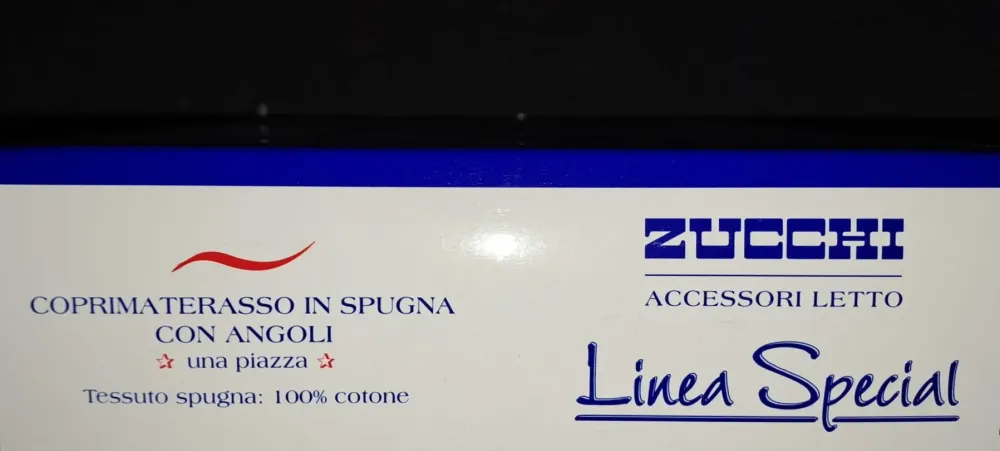 COPRIMATERASSO IN SPUGNA
CON ANGOLI
una piazza
Tessuto spugna: 100% cotone
ZUCCHI
ACCESSORI LETTO
Linea Special